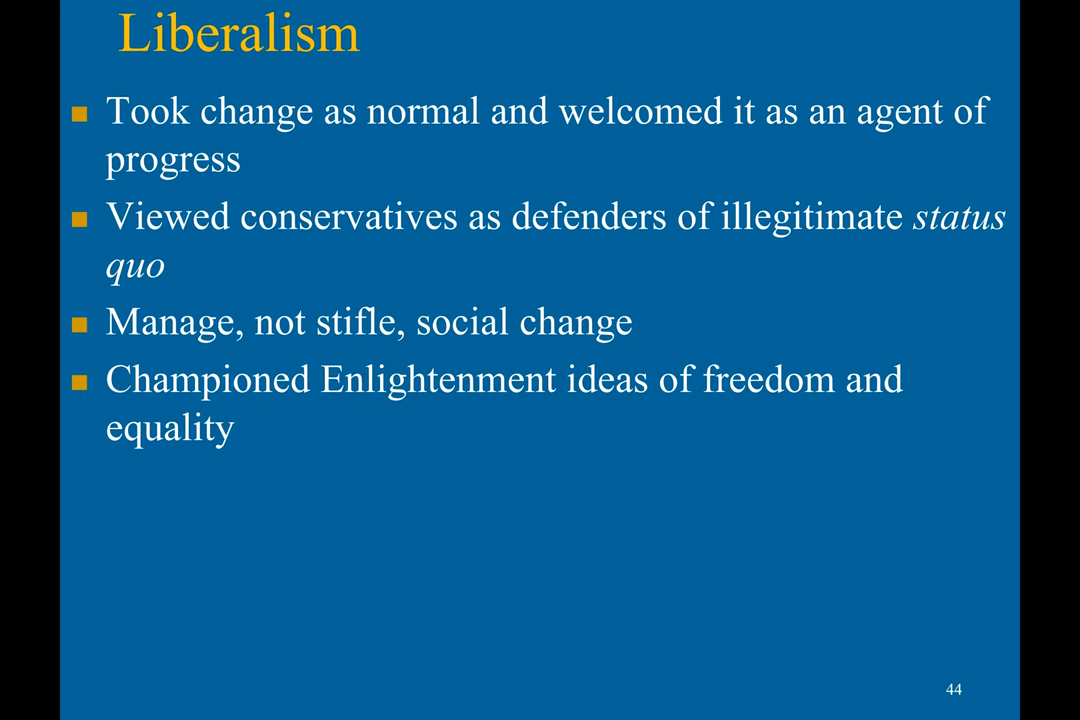 Liberalism
Took change as normal and welcomed it as an agent of
progress
Viewed conservatives as defenders of illegitimate status
quo
Manage, not stifle, social change
Championed Enlightenment ideas of freedom and
equality
44